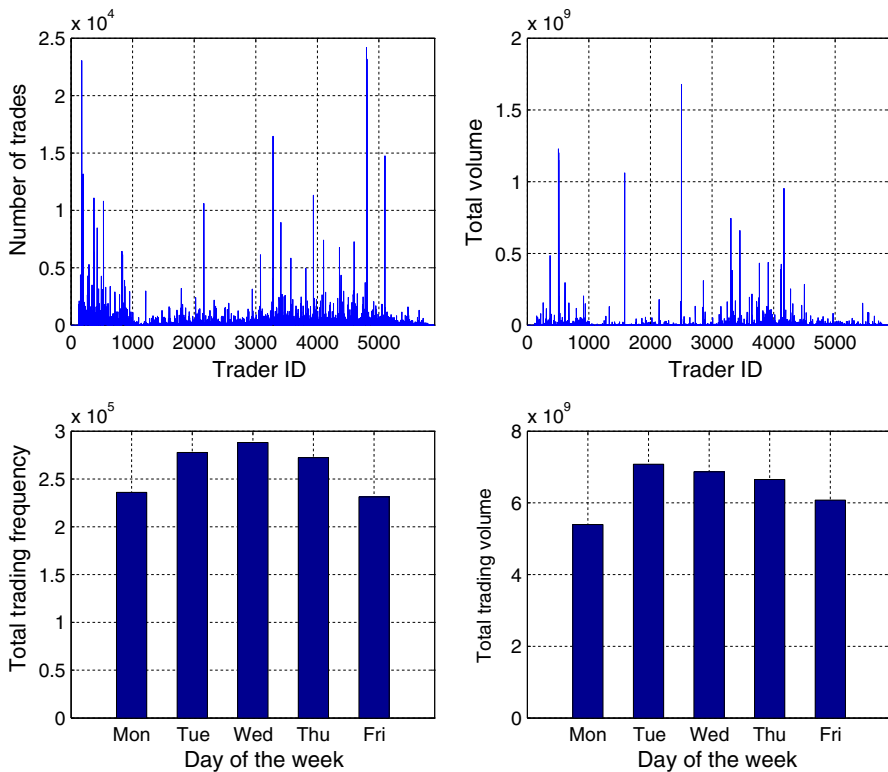 x 10^4
2.5
2
1.5
1
0.5
0
0 1000 2000 3000 4000 5000
Number of trades
Trader ID
x 10^9
2
1.5
1
0.5
0
0 1000 2000 3000 4000 5000
Total volume
Trader ID
x 10^5
3
2.5
2
1.5
1
0.5
0
Mon Tue Wed Thu Fri
Total trading frequency
Day of the week
x 10^9
8
6
4
2
0
Mon Tue Wed Thu Fri
Total trading volume
Day of the week